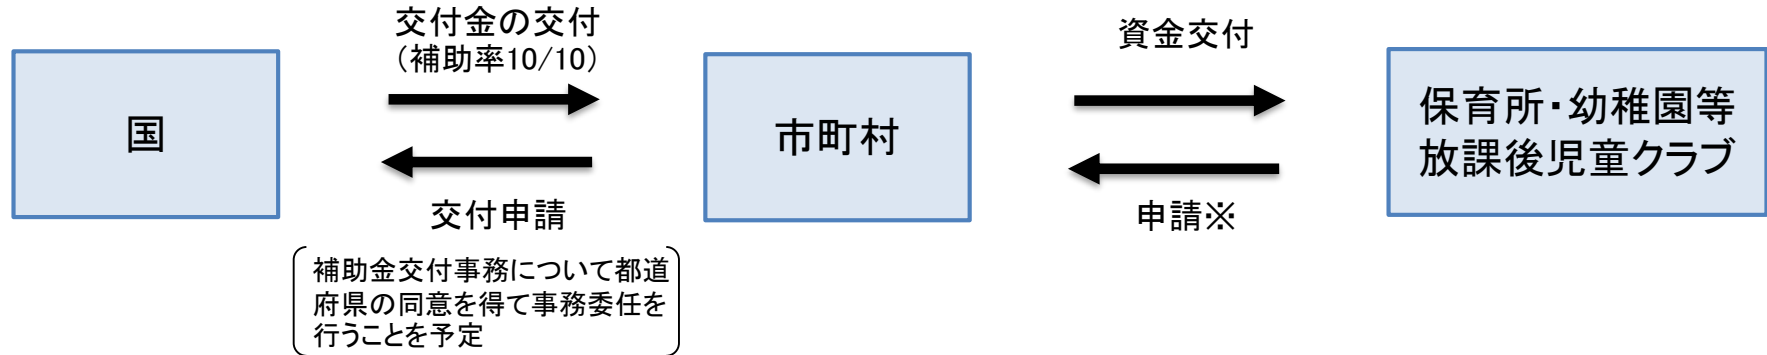 交付金の交付
(補助率10/10)
資金交付
国
市町村
保育所・幼稚園等
放課後児童クラブ
交付申請
申請※
補助金交付事務について都道
府県の同意を得て事務委任を
行うことを予定